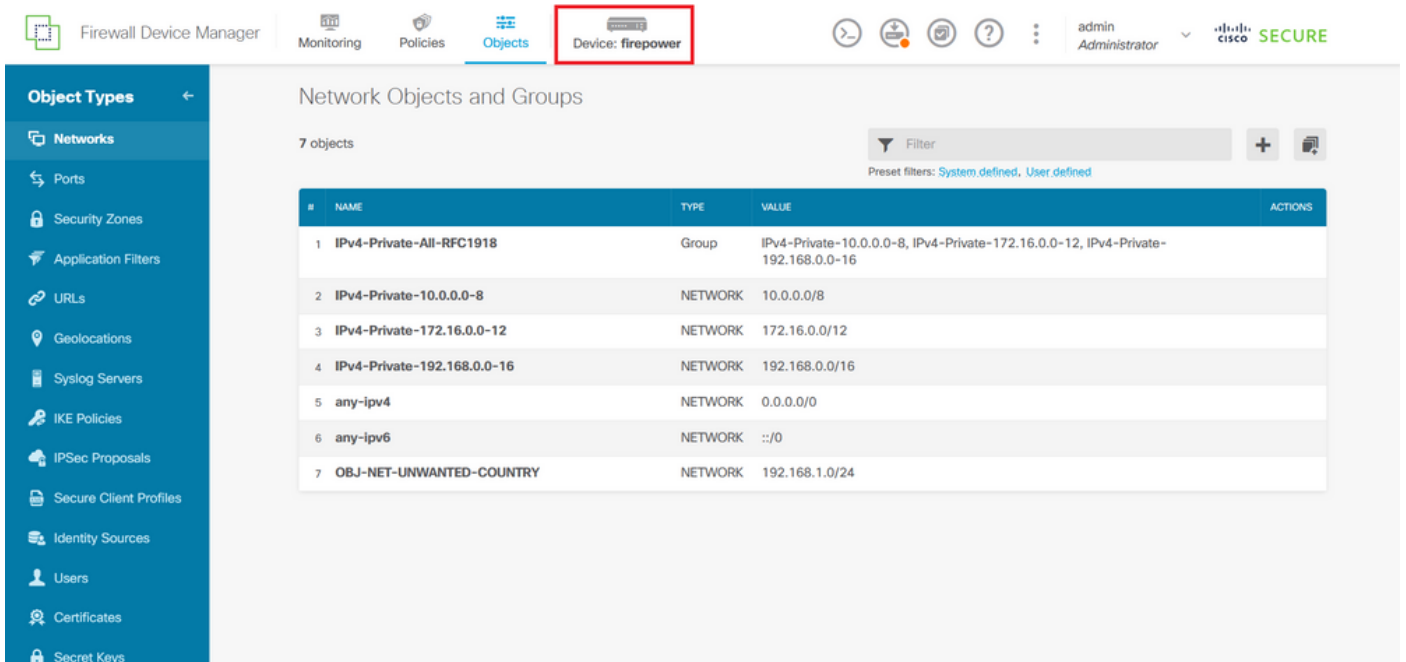 Firewall Device Manager
Monitoring
Policies
Objects
Device: firepower
admin
Administrator
cisco SECURE
Object Types
Networks
Ports
Security Zones
Application Filters
URLs
Geolocations
Syslog Servers
IKE Policies
IPSec Proposals
Secure Client Profiles
Identity Sources
Users
Certificates
Secret Keys
Network Objects and Groups
7 objects
Filter
Preset filters: System defined, User defined
# NAME TYPE VALUE ACTIONS
1 IPv4-Private-All-RFC1918 Group IPv4-Private-10.0.0.0-8, IPv4-Private-172.16.0.0-12, IPv4-Private-
192.168.0.0-16
2 IPv4-Private-10.0.0.0-8 NETWORK 10.0.0.0/8
3 IPv4-Private-172.16.0.0-12 NETWORK 172.16.0.0/12
4 IPv4-Private-192.168.0.0-16 NETWORK 192.168.0.0/16
5 any-ipv4 NETWORK 0.0.0.0/0
6 any-ipv6 NETWORK ::/0
7 OBJ-NET-UNWANTED-COUNTRY NETWORK 192.168.1.0/24